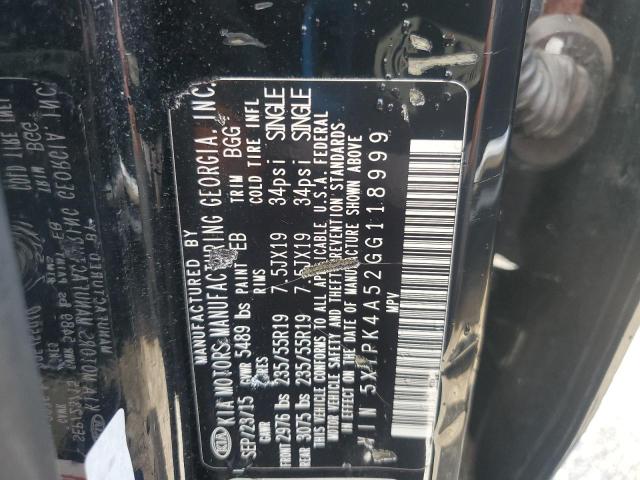 KIA
MANUFACTURED BY
KIA MOTORS MANUFACTURING GEORGIA, INC.
SEP/23/15 PAINT EB TRIM BGG
GVWR 5489 lbs
GAWR TIRES RIMS COLD TIRE INFL
FRONT 2976 lbs 235/55R19 7.5JX19 34psi SINGLE
REAR 3075 lbs 235/55R19 7.5JX19 34psi SINGLE
THIS VEHICLE CONFORMS TO ALL APPLICABLE U.S.A. FEDERAL
MOTOR VEHICLE SAFETY AND THEFT PREVENTION STANDARDS
IN EFFECT ON THE DATE OF MANUFACTURE SHOWN ABOVE
MPV